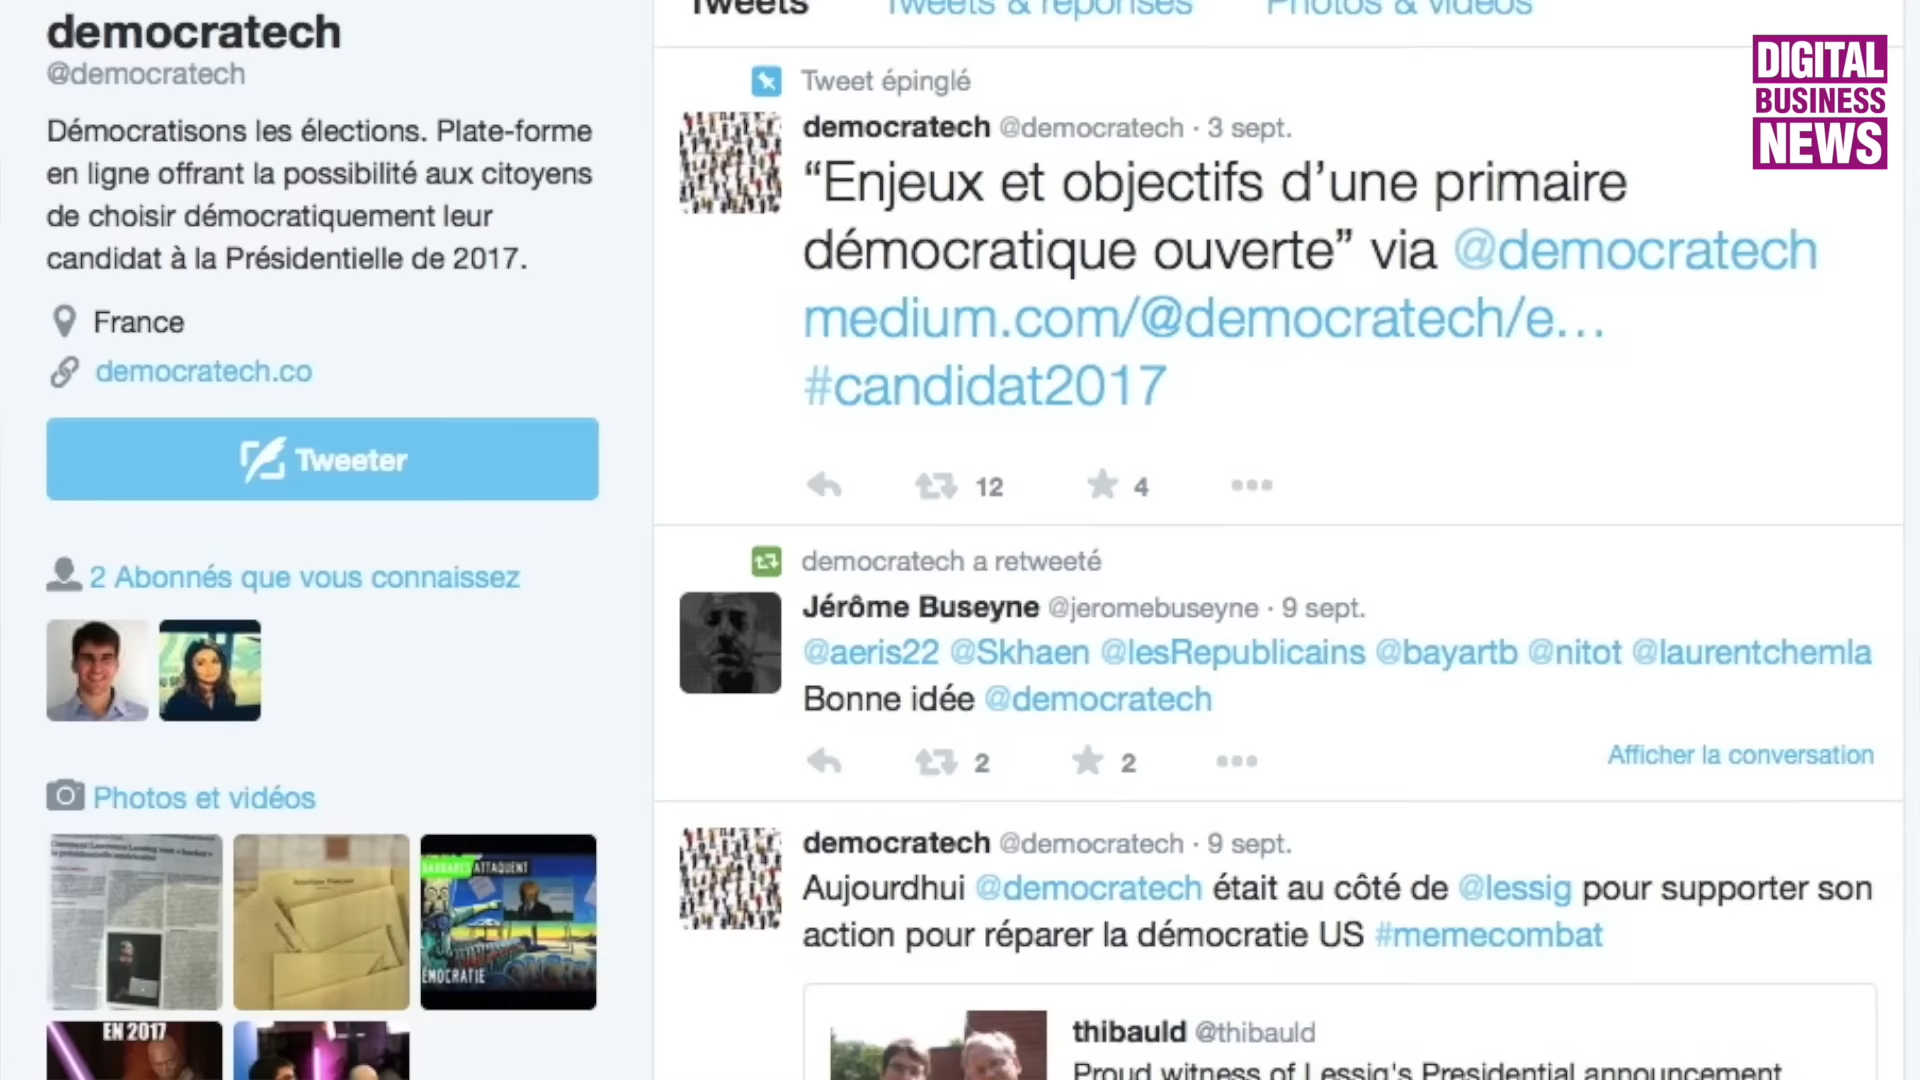 democratech
@democratech
Démocratisons les élections. Plate-forme
en ligne offrant la possibilité aux citoyens
de choisir démocratiquement leur
candidat à la Présidentielle de 2017.
France
democratech.co
Tweeter
2 Abonnés que vous connaissez
Photos et vidéos
ATTAQUENT
EN 2017
Tweets Tweets & réponses Photos & vidéos
Tweet épinglé
democratech @democratech · 3 sept.
“Enjeux et objectifs d’une primaire
démocratique ouverte” via @democratech
medium.com/@democratech/e…
#candidat2017
12 4
democratech a retweeté
Jérôme Buseyne @jeromebuseyne · 9 sept.
@aeris22 @Skhaen @lesRepublicains @bayartb @nitot @laurentchemla
Bonne idée @democratech
2 2
Afficher la conversation
democratech @democratech · 9 sept.
Aujourdhui @democratech était au côté de @lessig pour supporter son
action pour réparer la démocratie US #memecombat
thibauld @thibauld
Proud witness of Lessig's Presidential announcement
DIGITAL
BUSINESS
NEWS